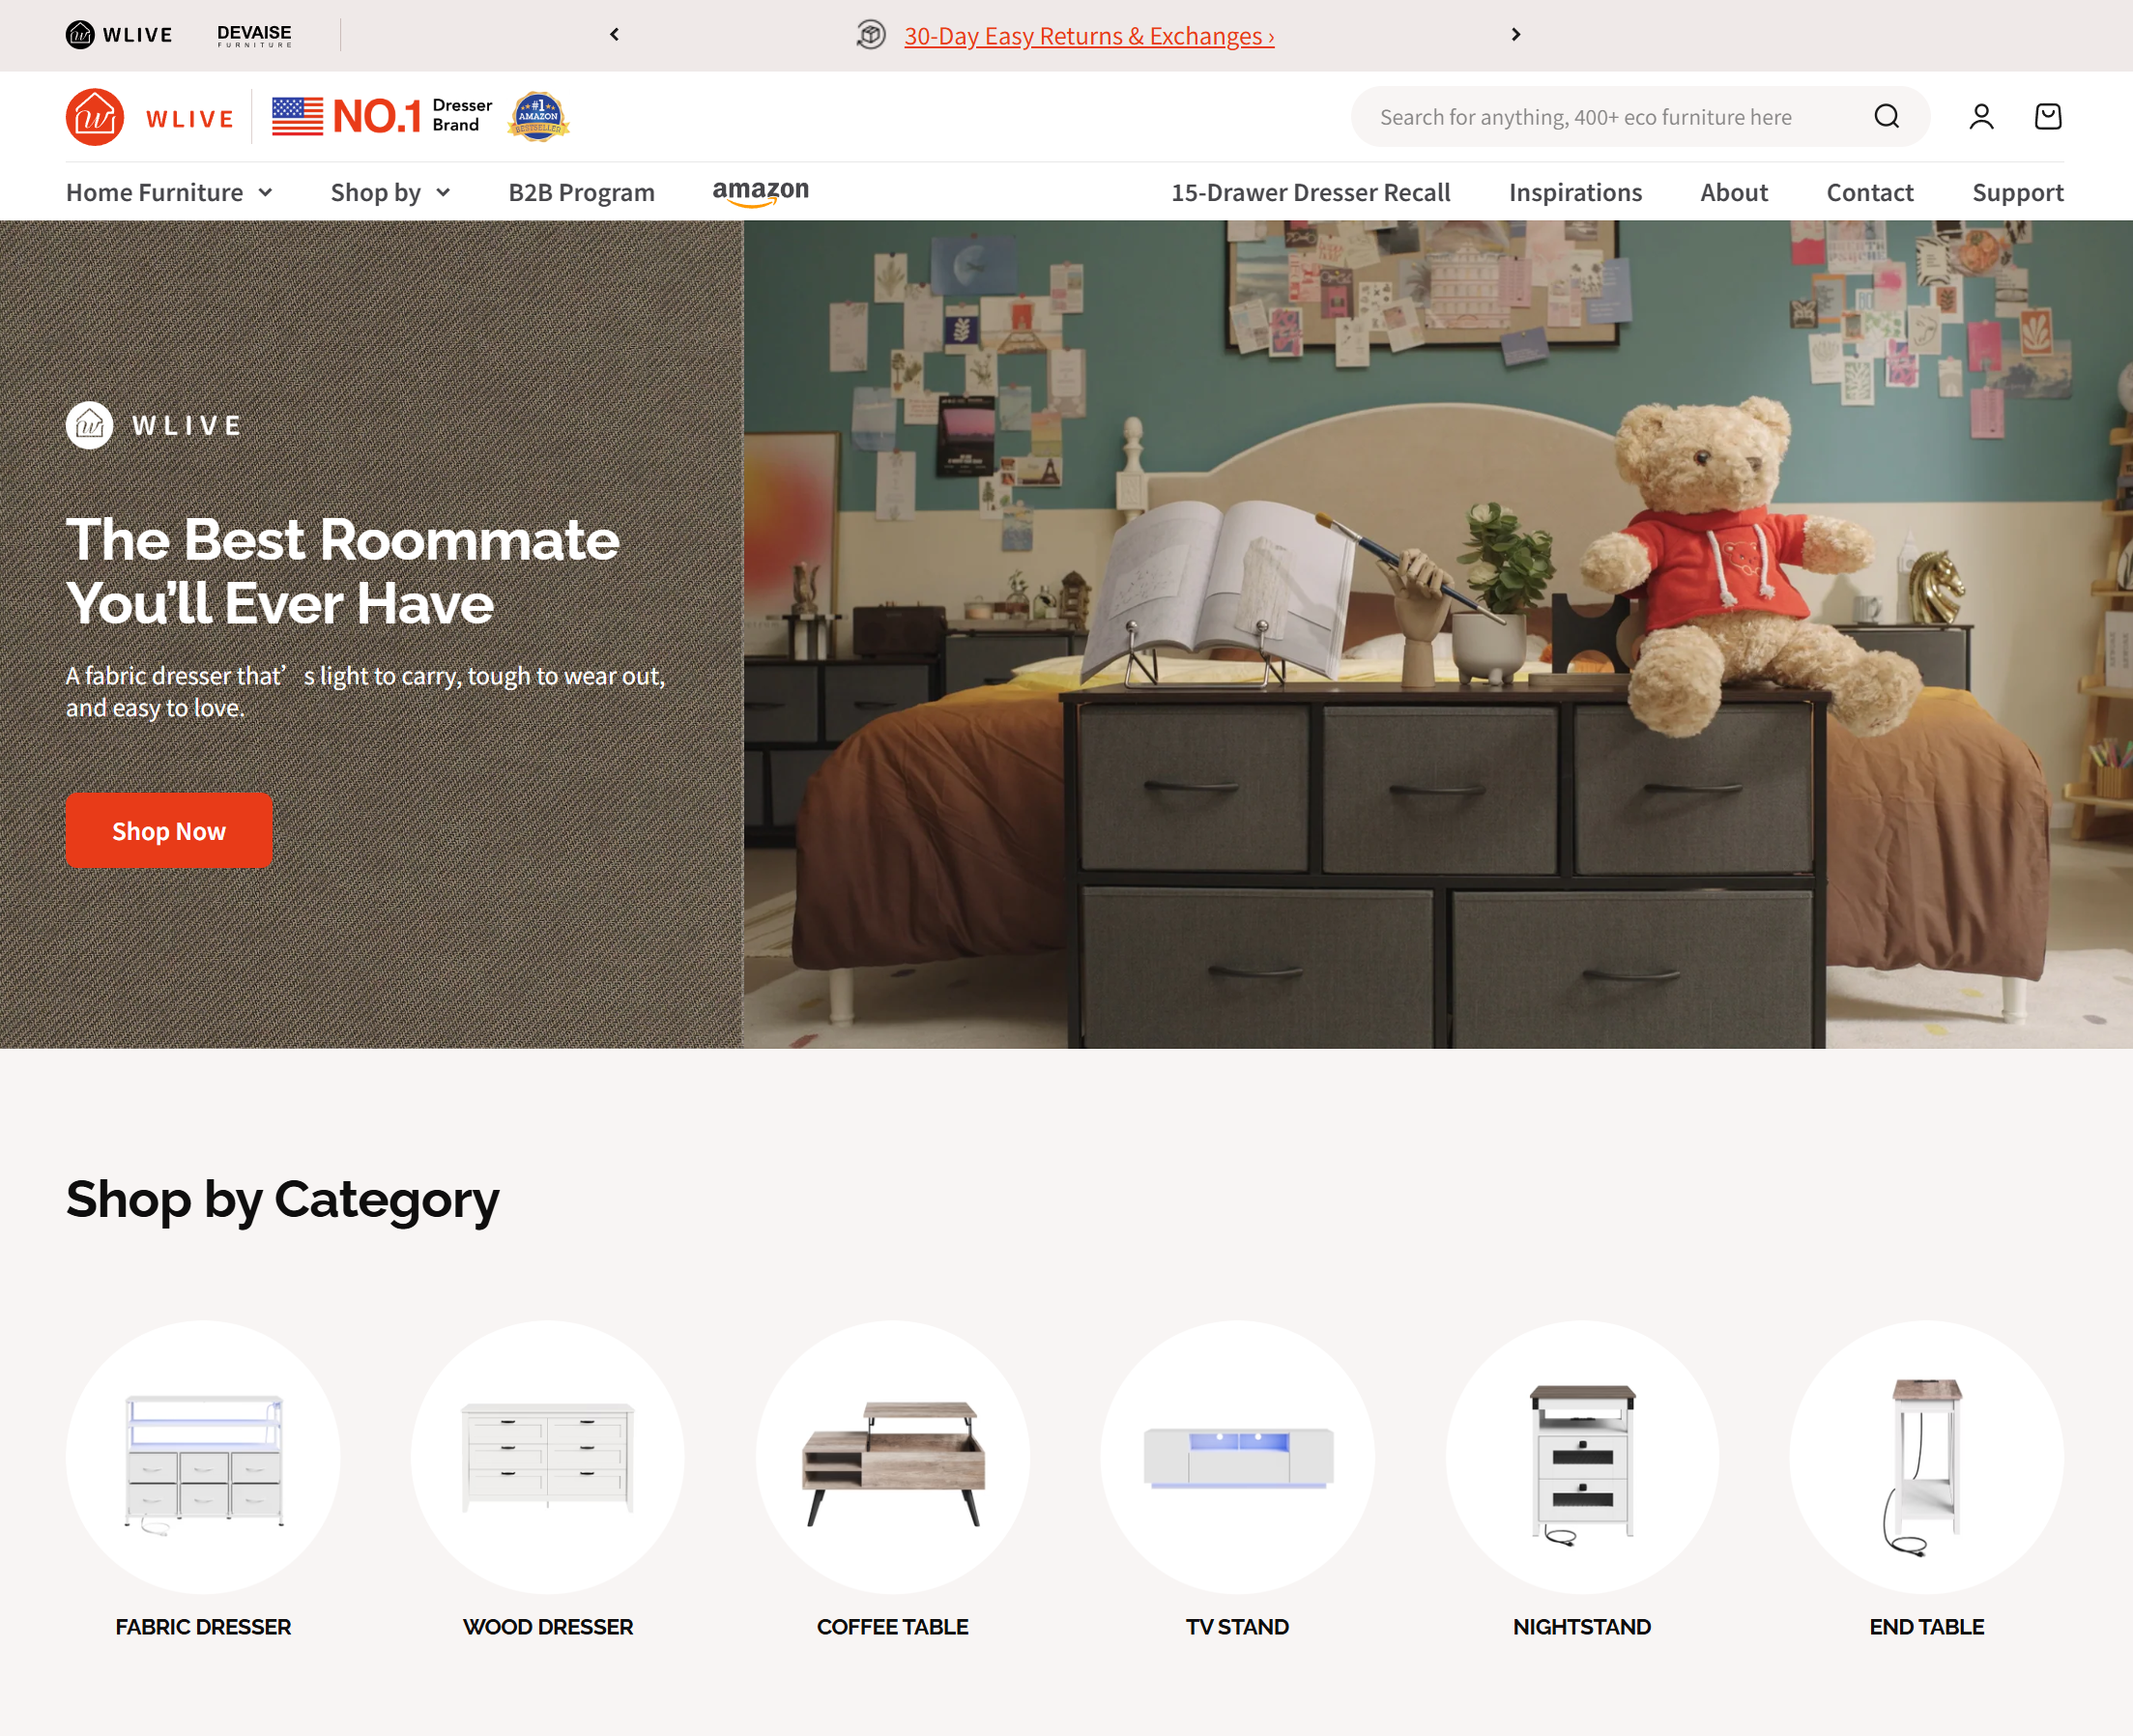 WLIVE
DEVAISE
FURNITURE
30-Day Easy Returns & Exchanges ›
WLIVE
NO.1
Dresser
Brand
#1
AMAZON
BESTSELLER
Search for anything, 400+ eco furniture here
Home Furniture
Shop by
B2B Program
amazon
15-Drawer Dresser Recall
Inspirations
About
Contact
Support
WLIVE
The Best Roommate
You’ll Ever Have
A fabric dresser that’s light to carry, tough to wear out,
and easy to love.
Shop Now
Shop by Category
FABRIC DRESSER
WOOD DRESSER
COFFEE TABLE
TV STAND
NIGHTSTAND
END TABLE